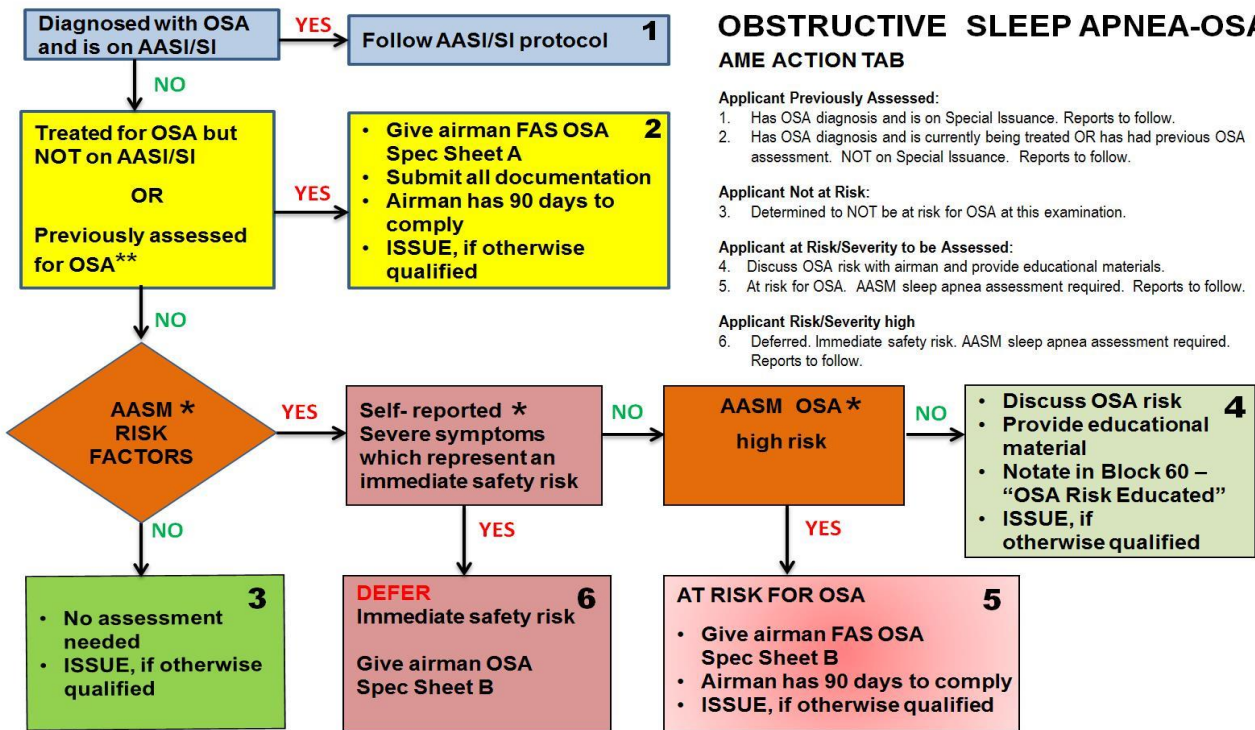 Diagnosed with OSA
and is on AASI/SI
YES
Follow AASI/SI protocol
1
NO
OBSTRUCTIVE SLEEP APNEA-OSA
AME ACTION TAB
Applicant Previously Assessed:
1. Has OSA diagnosis and is on Special Issuance. Reports to follow.
2. Has OSA diagnosis and is currently being treated OR has had previous OSA
assessment. NOT on Special Issuance. Reports to follow.
Applicant Not at Risk:
3. Determined to NOT be at risk for OSA at this examination.
Applicant at Risk/Severity to be Assessed:
4. Discuss OSA risk with airman and provide educational materials.
5. At risk for OSA. AASM sleep apnea assessment required. Reports to follow.
Applicant Risk/Severity high
6. Deferred. Immediate safety risk. AASM sleep apnea assessment required.
Reports to follow.
Treated for OSA but
NOT on AASI/SI
OR
Previously assessed
for OSA**
YES
2
• Give airman FAS OSA
Spec Sheet A
• Submit all documentation
• Airman has 90 days to
comply
• ISSUE, if otherwise
qualified
NO
AASM *
RISK
FACTORS
YES
Self- reported *
Severe symptoms
which represent an
immediate safety risk
NO
AASM OSA *
high risk
NO
4
• Discuss OSA risk
• Provide educational
material
• Notate in Block 60 –
“OSA Risk Educated”
• ISSUE, if
otherwise qualified
NO
YES
YES
3
• No assessment
needed
• ISSUE, if otherwise
qualified
DEFER
6
Immediate safety risk
Give airman OSA
Spec Sheet B
AT RISK FOR OSA
5
• Give airman FAS OSA
Spec Sheet B
• Airman has 90 days to comply
• ISSUE, if otherwise qualified